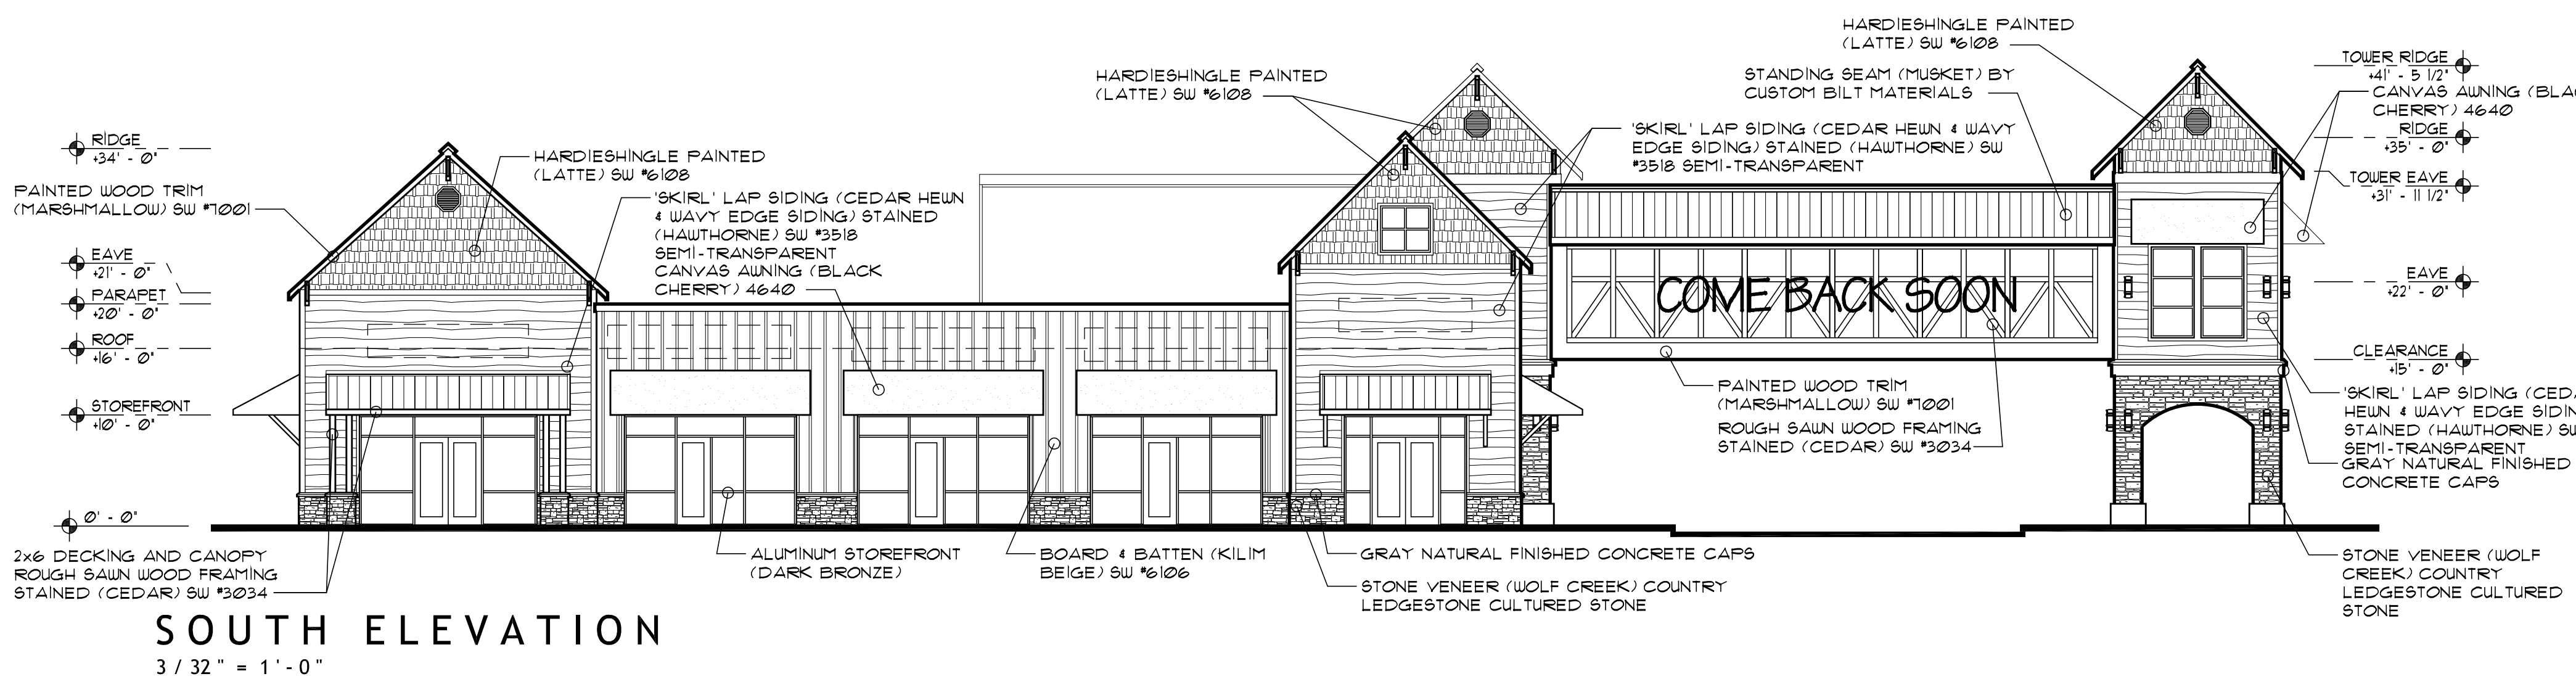 HARDIESHINGLE PAINTED
(LATTE) SW #6108
TOWER RIDGE
+41' - 5 1/2"
HARDIESHINGLE PAINTED
(LATTE) SW #6108
STANDING SEAM (MUSKET) BY
CUSTOM BILT MATERIALS
CANVAS AWNING (BLA
CHERRY) 4640
RIDGE
+35' - 0"
'SKIRL' LAP SIDING (CEDAR HEWN & WAVY
EDGE SIDING) STAINED (HAWTHORNE) SW
#3518 SEMI-TRANSPARENT
TOWER EAVE
+31' - 11 1/2"
RIDGE
+34' - 0"
HARDIESHINGLE PAINTED
(LATTE) SW #6108
PAINTED WOOD TRIM
(MARSHMALLOW) SW #7001
'SKIRL' LAP SIDING (CEDAR HEWN
& WAVY EDGE SIDING) STAINED
(HAWTHORNE) SW #3518
SEMI-TRANSPARENT
CANVAS AWNING (BLACK
CHERRY) 4640
EAVE
+21' - 0"
PARAPET
+20' - 0"
ROOF
+16' - 0"
STOREFRONT
+10' - 0"
0' - 0"
COME BACK SOON
EAVE
+22' - 0"
CLEARANCE
+15' - 0"
PAINTED WOOD TRIM
(MARSHMALLOW) SW #7001
ROUGH SAWN WOOD FRAMING
STAINED (CEDAR) SW #3034
'SKIRL' LAP SIDING (CED
HEWN & WAVY EDGE SIDIN
STAINED (HAWTHORNE) SW
SEMI-TRANSPARENT
GRAY NATURAL FINISHED
CONCRETE CAPS
2x6 DECKING AND CANOPY
ROUGH SAWN WOOD FRAMING
STAINED (CEDAR) SW #3034
ALUMINUM STOREFRONT
(DARK BRONZE)
BOARD & BATTEN (KILIM
BEIGE) SW #6106
GRAY NATURAL FINISHED CONCRETE CAPS
STONE VENEER (WOLF CREEK) COUNTRY
LEDGESTONE CULTURED STONE
STONE VENEER (WOLF
CREEK) COUNTRY
LEDGESTONE CULTURED
STONE
SOUTH ELEVATION
3/32" = 1'-0"